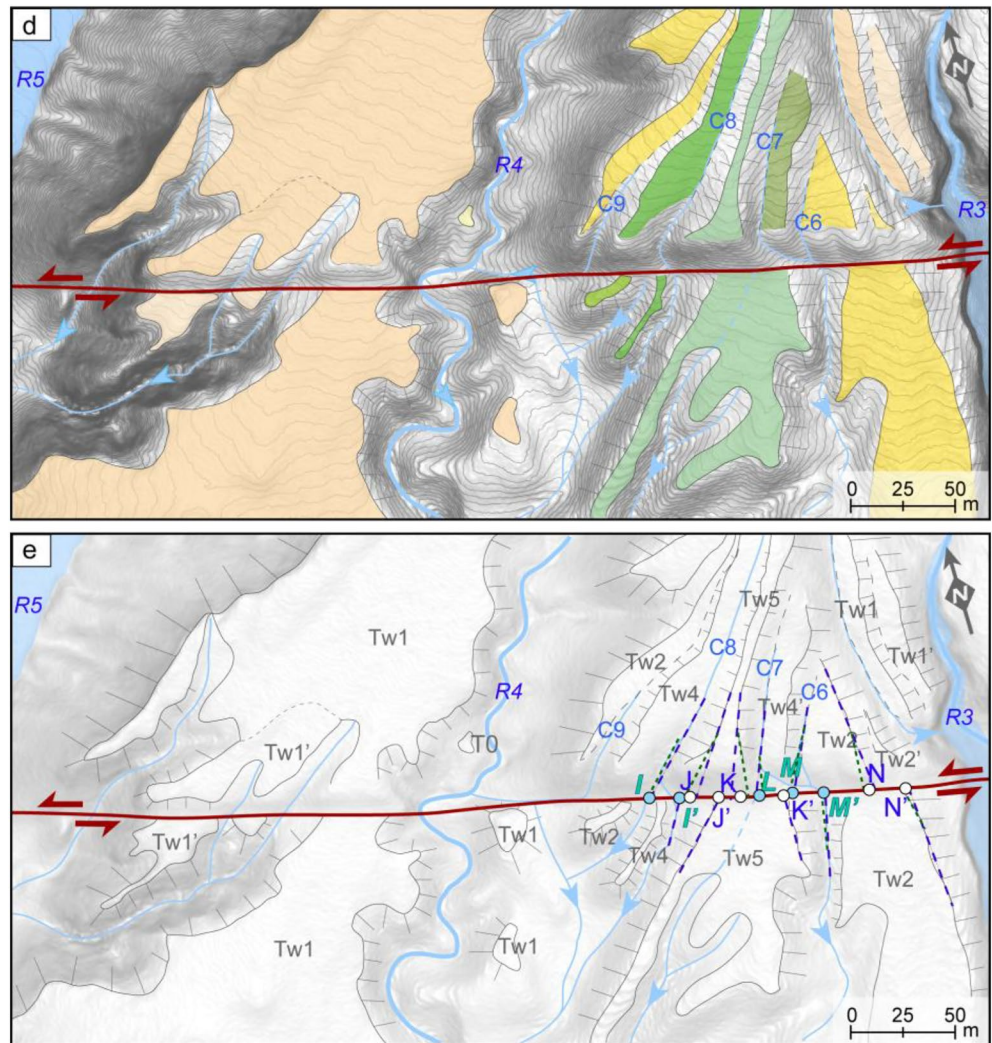 d
R5
R4
C8
C7
C9
C6
R3
N
0 25 50 m
e
R5
R4
R3
N
Tw1
Tw1'
Tw1'
Tw1
T0
Tw1
Tw1
Tw2
Tw4
Tw5
C8
C7
C9
Tw4'
C6
Tw1
Tw1'
Tw2
Tw2'
I
J
K
L
M
N
I'
J'
K'
M'
N'
Tw2
Tw4
Tw5
Tw2
0 25 50 m